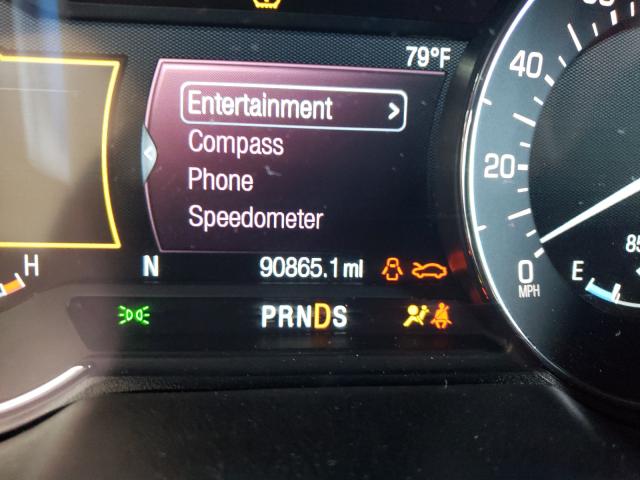 79°F
Entertainment >
Compass
Phone
Speedometer
40
20
0
MPH
H
N
90865.1 mi
E
PRNDS